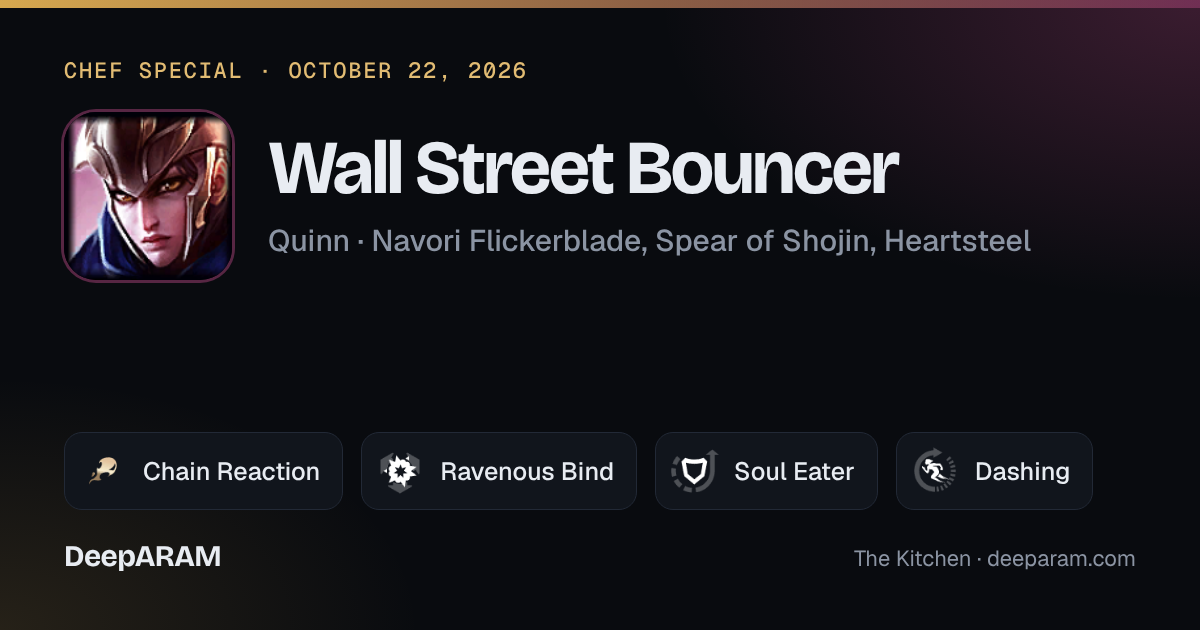 CHEF SPECIAL · OCTOBER 22, 2026
Wall Street Bouncer
Quinn · Navori Flickerblade, Spear of Shojin, Heartsteel
Chain Reaction Ravenous Bind Soul Eater Dashing
DeepARAM The Kitchen · deeparam.com